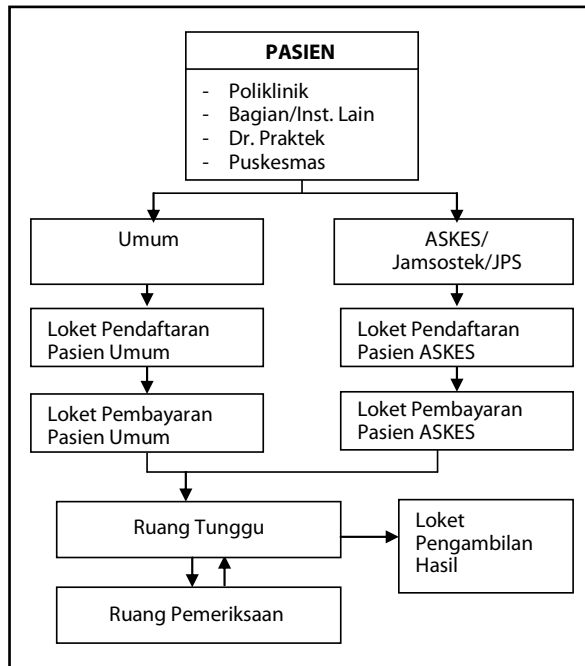 PASIEN
- Poliklinik
- Bagian/Inst. Lain
- Dr. Praktek
- Puskesmas
Umum
ASKES/
Jamsostek/JPS
Loket Pendaftaran
Pasien Umum
Loket Pendaftaran
Pasien ASKES
Loket Pembayaran
Pasien Umum
Loket Pembayaran
Pasien ASKES
Ruang Tunggu
Loket
Pengambilan
Hasil
Ruang Pemeriksaan